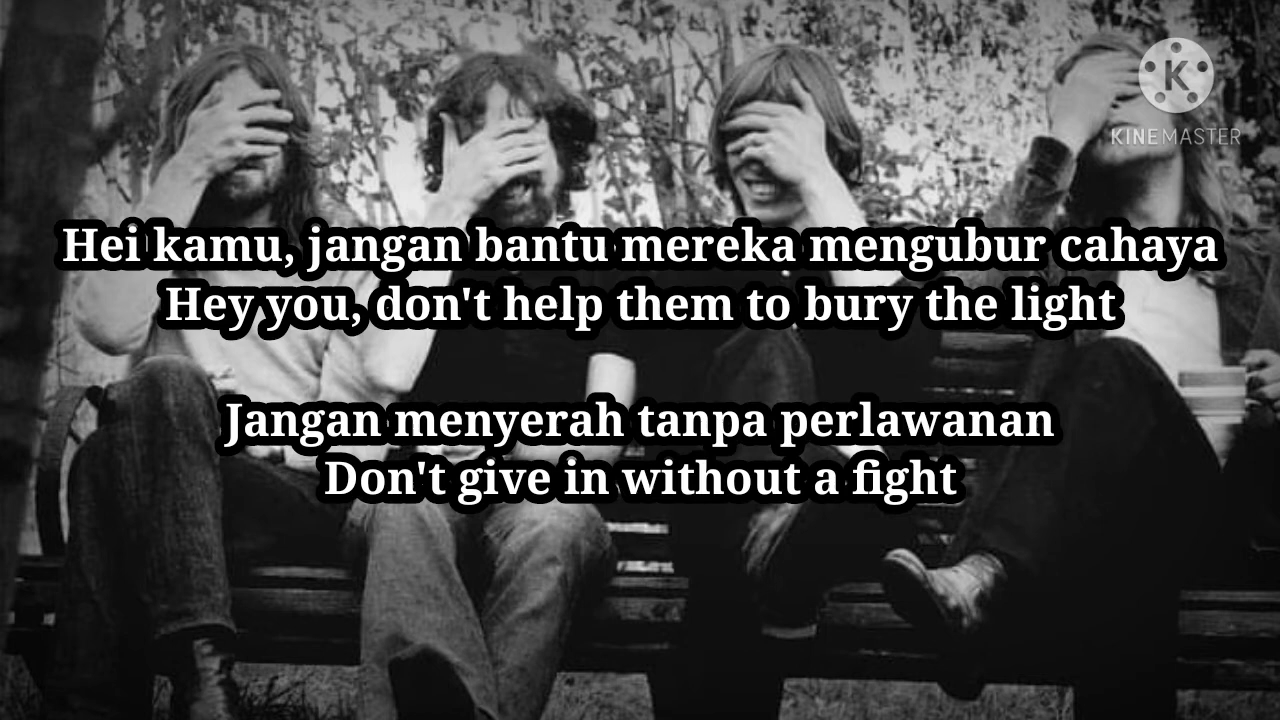 K
KINEMASTER
Hei kamu, jangan bantu mereka mengubur cahaya
Hey you, don't help them to bury the light
Jangan menyerah tanpa perlawanan
Don't give in without a fight